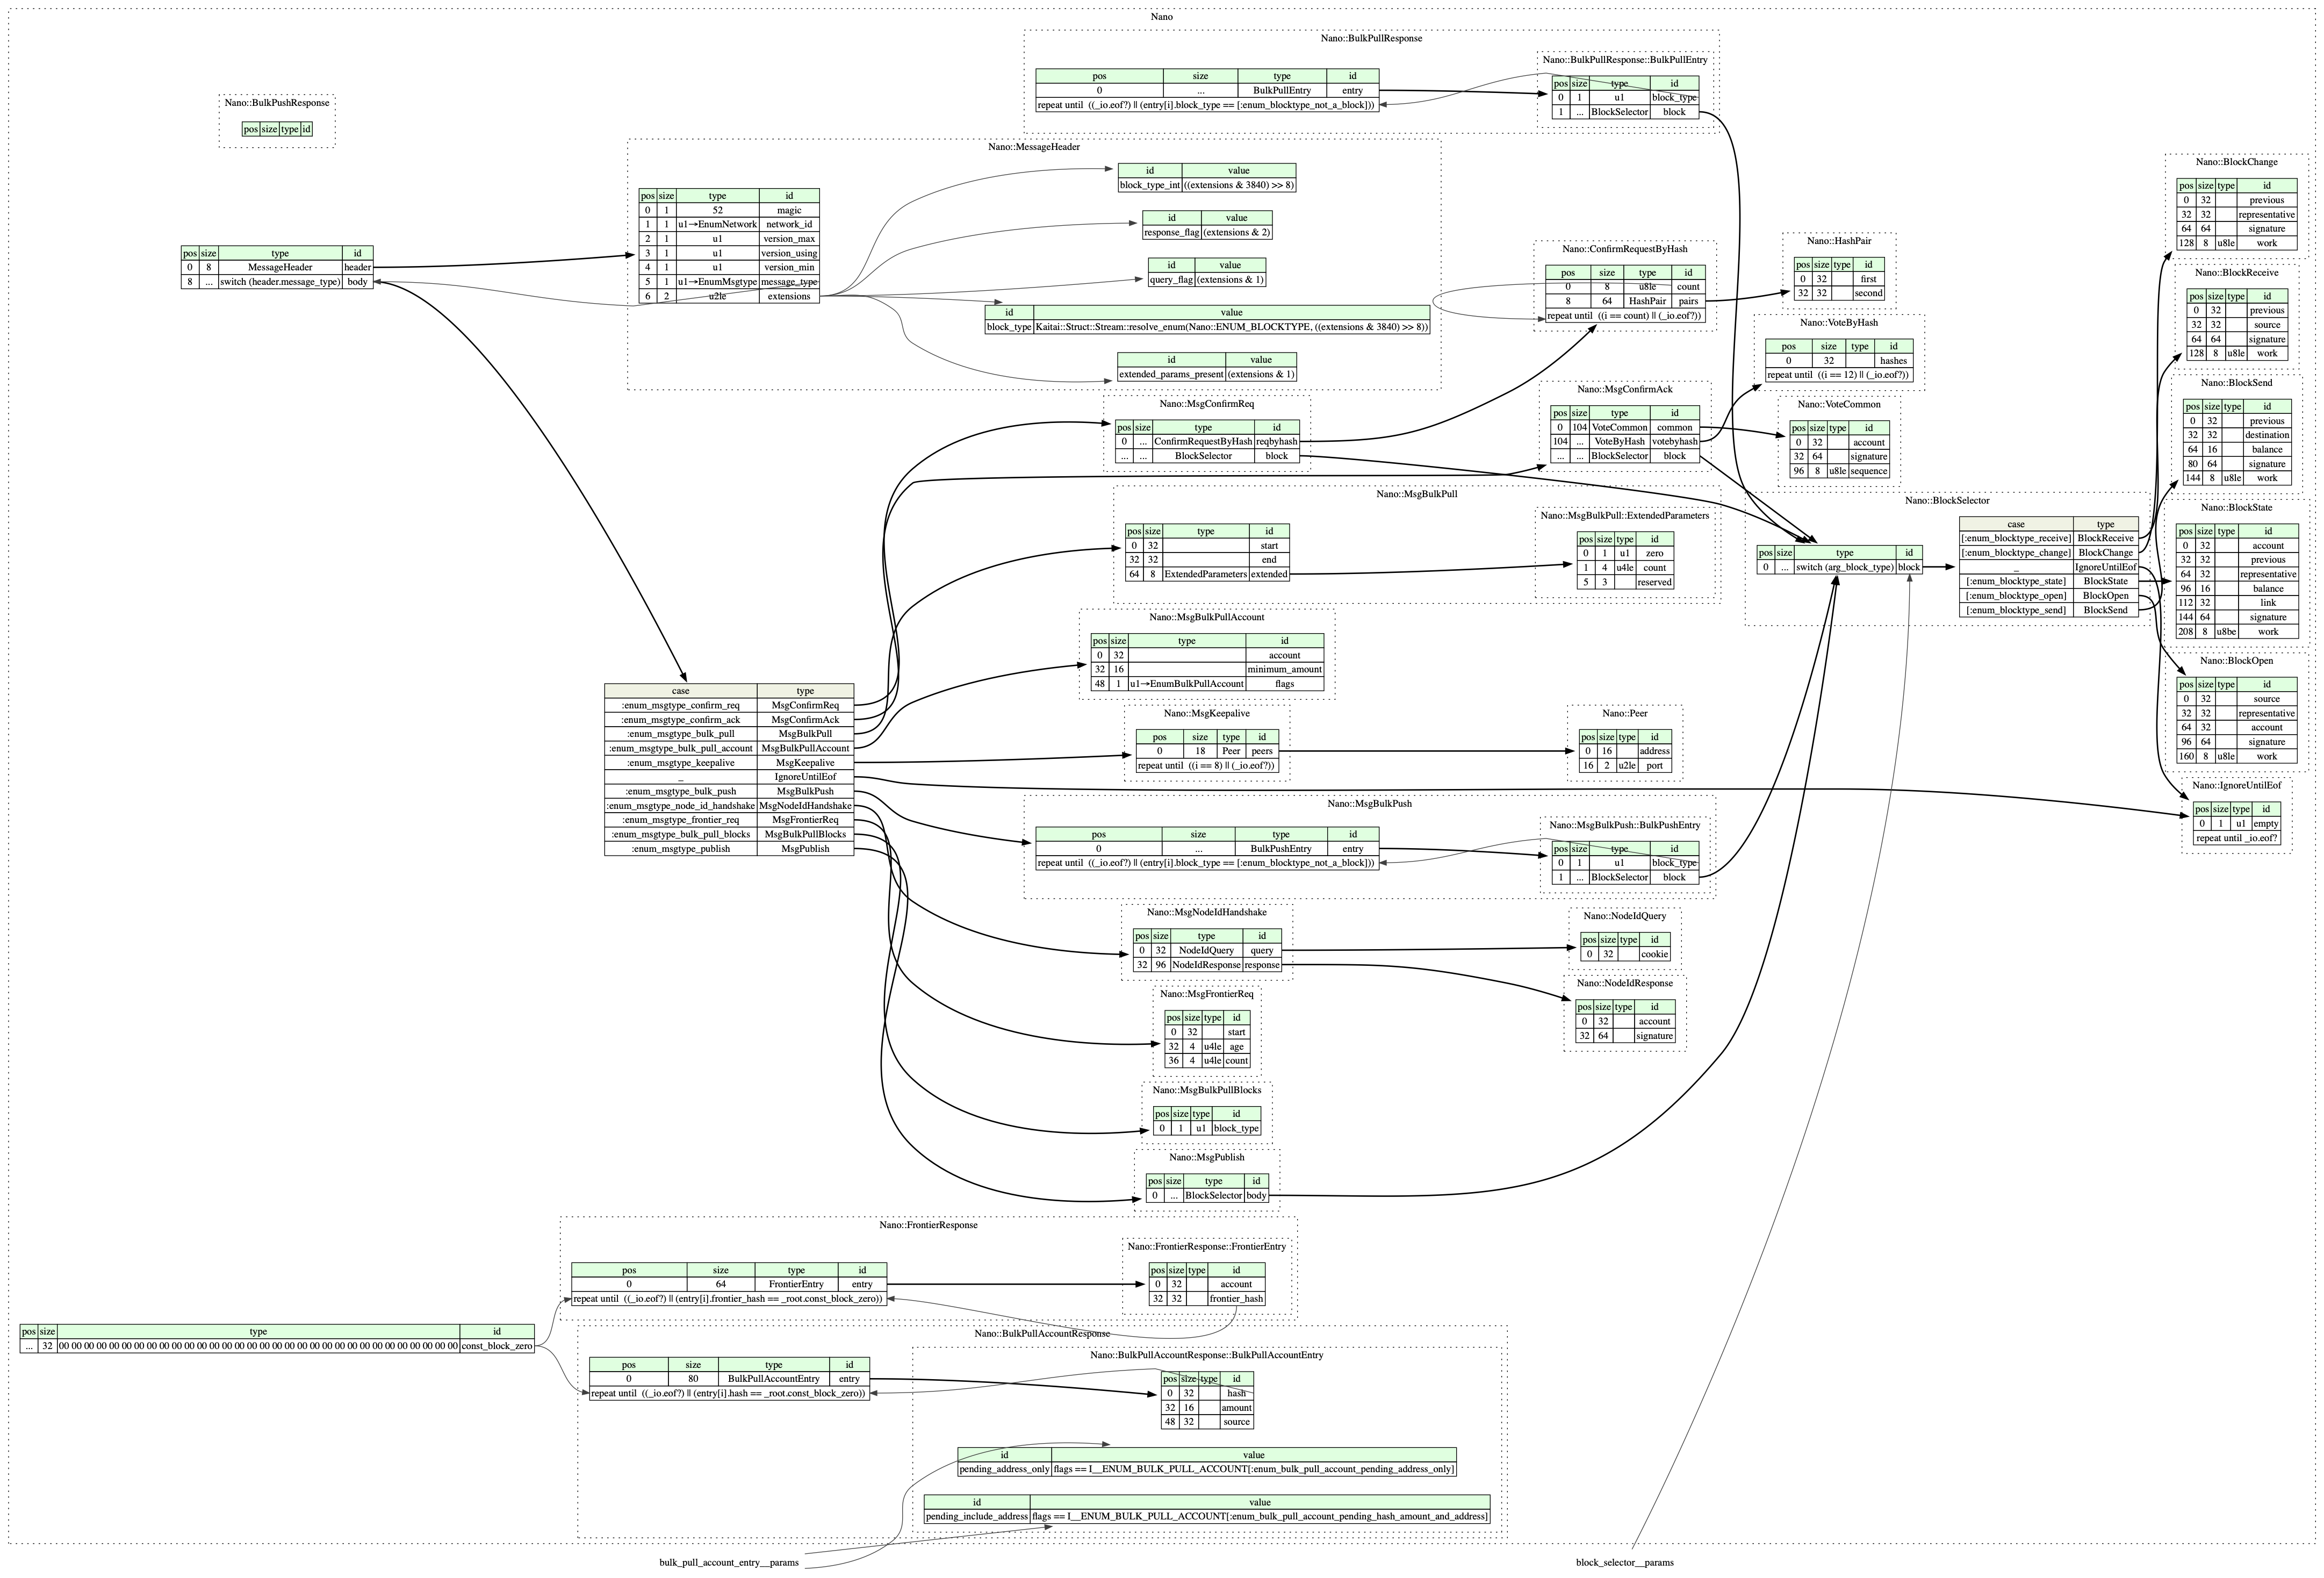 Nano
Nano::BulkPushResponse
pos size type id
pos size type id
0 8 MessageHeader header
8 ... switch (header.message_type) body
Nano::BulkPullResponse
pos size type id
0 ... BulkPullEntry entry
repeat until ((_io.eof?) || (entry[i].block_type == [:enum_blocktype_not_a_block]))
Nano::BulkPullResponse::BulkPullEntry
pos size type id
0 1 u1 block_type
1 ... BlockSelector block
Nano::MessageHeader
pos size type id
0 1 52 magic
1 1 u1→EnumNetwork network_id
2 1 u1 version_max
3 1 u1 version_using
4 1 u1 version_min
5 1 u1→EnumMsgtype message_type
6 2 u2le extensions
id value
block_type_int ((extensions & 3840) >> 8)
id value
response_flag (extensions & 2)
id value
query_flag (extensions & 1)
id value
block_type Kaitai::Struct::Stream::resolve_enum(Nano::ENUM_BLOCKTYPE, ((extensions & 3840) >> 8))
id value
extended_params_present (extensions & 1)
Nano::ConfirmRequestByHash
pos size type id
0 8 u8le count
8 64 HashPair pairs
repeat until ((i == count) || (_io.eof?))
Nano::HashPair
pos size type id
0 32 first
32 32 second
Nano::VoteByHash
pos size type id
0 32 hashes
repeat until ((i == 12) || (_io.eof?))
Nano::MsgConfirmReq
pos size type id
0 ... ConfirmRequestByHash reqbyhash
... ... BlockSelector block
Nano::MsgConfirmAck
pos size type id
0 104 VoteCommon common
104 ... VoteByHash votebyhash
... ... BlockSelector block
Nano::VoteCommon
pos size type id
0 32 account
32 64 signature
96 8 u8le sequence
Nano::MsgBulkPull
pos size type id
0 32 start
32 32 end
64 8 ExtendedParameters extended
Nano::MsgBulkPull::ExtendedParameters
pos size type id
0 1 u1 zero
1 4 u4le count
5 3 reserved
Nano::BlockSelector
pos size type id
0 ... switch (arg_block_type) block
case type
[:enum_blocktype_receive] BlockReceive
[:enum_blocktype_change] BlockChange
_ IgnoreUntilEof
[:enum_blocktype_state] BlockState
[:enum_blocktype_open] BlockOpen
[:enum_blocktype_send] BlockSend
Nano::BlockChange
pos size type id
0 32 previous
32 32 representative
64 64 signature
128 8 u8le work
Nano::BlockReceive
pos size type id
0 32 previous
32 32 source
64 64 signature
128 8 u8le work
Nano::BlockSend
pos size type id
0 32 previous
32 32 destination
64 16 balance
80 64 signature
144 8 u8le work
Nano::BlockState
pos size type id
0 32 account
32 32 previous
64 32 representative
96 16 balance
112 32 link
144 64 signature
208 8 u8be work
Nano::BlockOpen
pos size type id
0 32 source
32 32 representative
64 32 account
96 64 signature
160 8 u8le work
Nano::IgnoreUntilEof
pos size type id
0 1 u1 empty
repeat until _io.eof?
Nano::MsgBulkPullAccount
pos size type id
0 32 account
32 16 minimum_amount
48 1 u1→EnumBulkPullAccount flags
case type
:enum_msgtype_confirm_req MsgConfirmReq
:enum_msgtype_confirm_ack MsgConfirmAck
:enum_msgtype_bulk_pull MsgBulkPull
:enum_msgtype_bulk_pull_account MsgBulkPullAccount
:enum_msgtype_keepalive MsgKeepalive
_ IgnoreUntilEof
:enum_msgtype_bulk_push MsgBulkPush
:enum_msgtype_node_id_handshake MsgNodeIdHandshake
:enum_msgtype_frontier_req MsgFrontierReq
:enum_msgtype_bulk_pull_blocks MsgBulkPullBlocks
:enum_msgtype_publish MsgPublish
Nano::MsgKeepalive
pos size type id
0 18 Peer peers
repeat until ((i == 8) || (_io.eof?))
Nano::Peer
pos size type id
0 16 address
16 2 u2le port
Nano::MsgBulkPush
pos size type id
0 ... BulkPushEntry entry
repeat until ((_io.eof?) || (entry[i].block_type == [:enum_blocktype_not_a_block]))
Nano::MsgBulkPush::BulkPushEntry
pos size type id
0 1 u1 block_type
1 ... BlockSelector block
Nano::MsgNodeIdHandshake
pos size type id
0 32 NodeIdQuery query
32 96 NodeIdResponse response
Nano::NodeIdQuery
pos size type id
0 32 cookie
Nano::NodeIdResponse
pos size type id
0 32 account
32 64 signature
Nano::MsgFrontierReq
pos size type id
0 32 start
32 4 u4le age
36 4 u4le count
Nano::MsgBulkPullBlocks
pos size type id
0 1 u1 block_type
Nano::MsgPublish
pos size type id
0 ... BlockSelector body
Nano::FrontierResponse
pos size type id
0 64 FrontierEntry entry
repeat until ((_io.eof?) || (entry[i].frontier_hash == _root.const_block_zero))
Nano::FrontierResponse::FrontierEntry
pos size type id
0 32 account
32 32 frontier_hash
pos size type id
... 32 00 00 00 00 00 00 00 00 00 00 00 00 00 00 00 00 00 00 00 00 00 00 00 00 00 00 00 00 00 00 00 00 const_block_zero
Nano::BulkPullAccountResponse
pos size type id
0 80 BulkPullAccountEntry entry
repeat until ((_io.eof?) || (entry[i].hash == _root.const_block_zero))
Nano::BulkPullAccountResponse::BulkPullAccountEntry
pos size type id
0 32 hash
32 16 amount
48 32 source
id value
pending_address_only flags == I__ENUM_BULK_PULL_ACCOUNT[:enum_bulk_pull_account_pending_address_only]
id value
pending_include_address flags == I__ENUM_BULK_PULL_ACCOUNT[:enum_bulk_pull_account_pending_hash_amount_and_address]
bulk_pull_account_entry__params
block_selector__params